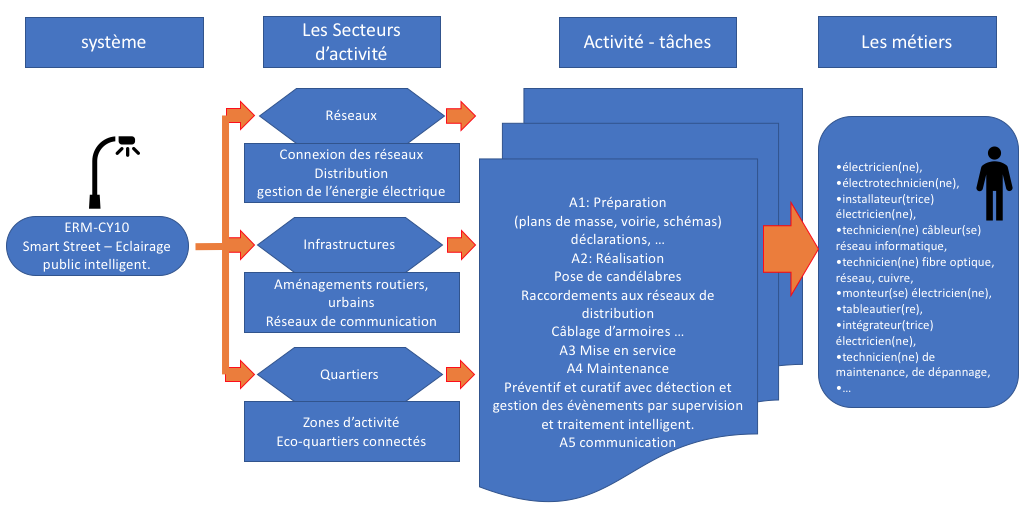 système
Les Secteurs
d'activité
Activité - tâches
Les métiers
ERM-CY10
Smart Street – Eclairage
public intelligent.
Réseaux
Connexion des réseaux
Distribution
gestion de l'énergie électrique
Infrastructures
Aménagements routiers,
urbains
Réseaux de communication
Quartiers
Zones d'activité
Eco-quartiers connectés
A1: Préparation
(plans de masse, voirie, schémas)
déclarations, …
A2: Réalisation
Pose de candélabres
Raccordements aux réseaux de
distribution
Câblage d'armoires …
A3 Mise en service
A4 Maintenance
Préventif et curatif avec détection et
gestion des évènements par supervision
et traitement intelligent.
A5 communication
•électricien(ne),
•électrotechnicien(ne),
•installateur(trice)
électricien(ne),
•technicien(ne) câbleur(se)
réseau informatique,
•technicien(ne) fibre optique,
réseau, cuivre,
•monteur(se) électricien(ne),
•tableautier(re),
•intégrateur(trice)
électricien(ne),
•technicien(ne) de
maintenance, de dépannage,
•…